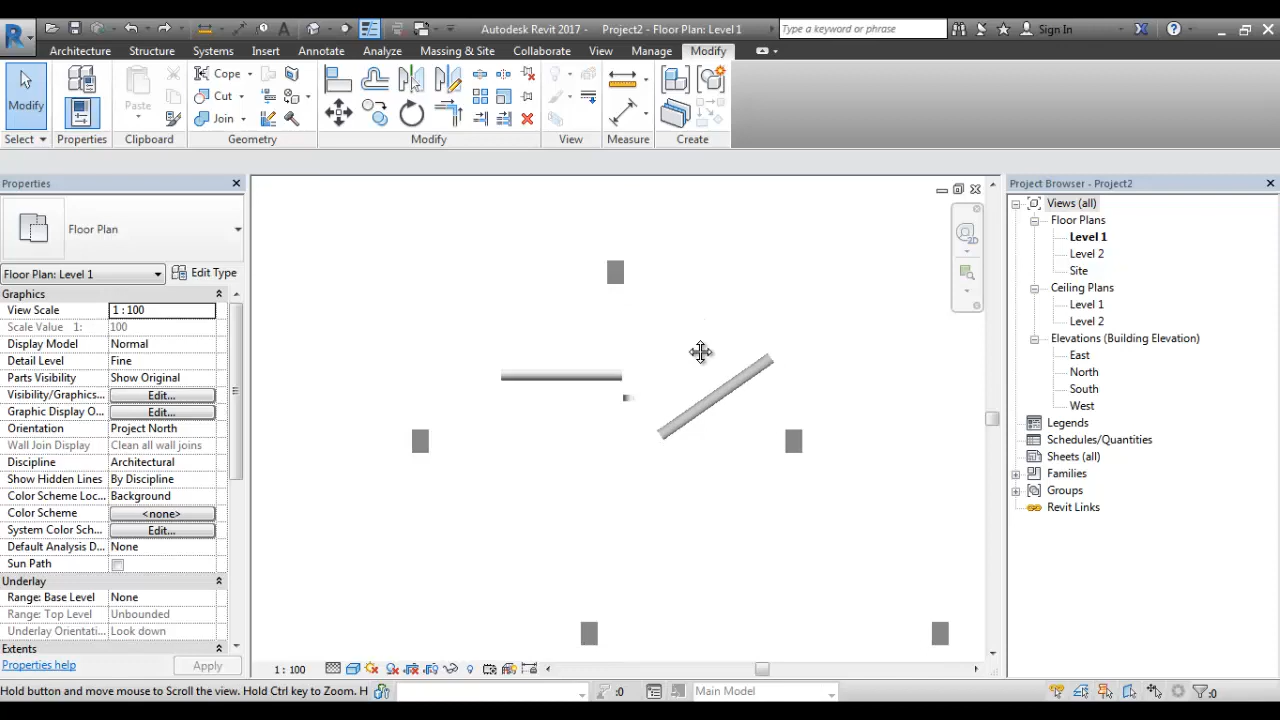 Autodesk Revit 2017 - Project2 - Floor Plan: Level 1
Type a keyword or phrase
Sign In
Architecture Structure Systems Insert Annotate Analyze Massing & Site Collaborate View Manage Modify
Modify
Properties
Paste
Cope
Cut
Join
Select
Properties
Clipboard
Geometry
Modify
View
Measure
Create
Properties
Floor Plan
Floor Plan: Level 1
Edit Type
Graphics
View Scale 1 : 100
Scale Value 1: 100
Display Model Normal
Detail Level Fine
Parts Visibility Show Original
Visibility/Graphics... Edit...
Graphic Display O... Edit...
Orientation Project North
Wall Join Display Clean all wall joins
Discipline Architectural
Show Hidden Lines By Discipline
Color Scheme Loc... Background
Color Scheme <none>
System Color Sch... Edit...
Default Analysis D... None
Sun Path
Underlay
Range: Base Level None
Range: Top Level Unbounded
Underlay Orientati... Look down
Extents
Properties help
Apply
2D
1 : 100
Project Browser - Project2
Views (all)
Floor Plans
Level 1
Level 2
Site
Ceiling Plans
Level 1
Level 2
Elevations (Building Elevation)
East
North
South
West
Legends
Schedules/Quantities
Sheets (all)
Families
Groups
Revit Links
Hold button and move mouse to Scroll the view. Hold Ctrl key to Zoom. H
:0
Main Model
:0